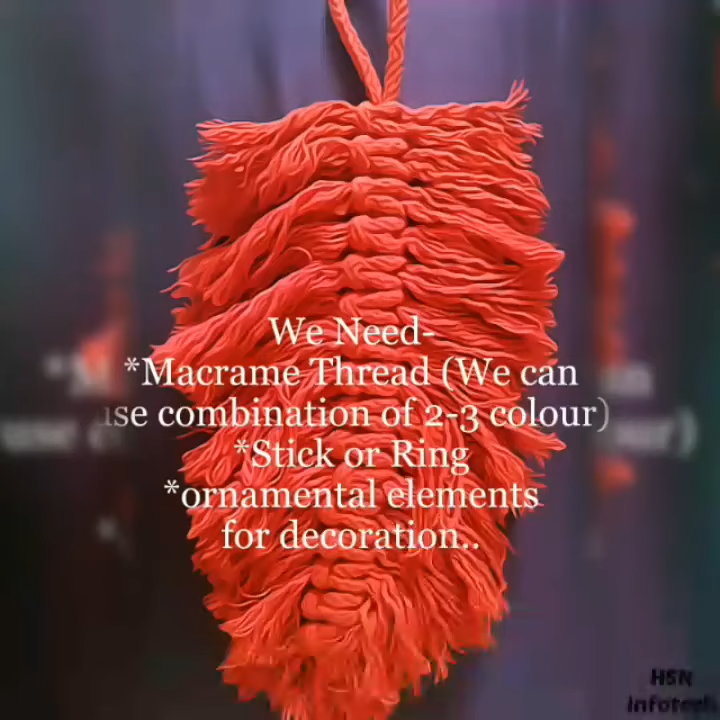 We Need-
*Macrame Thread (We can
use combination of 2-3 colour)
*Stick or Ring
*ornamental elements
for decoration..
HSN
Infotech